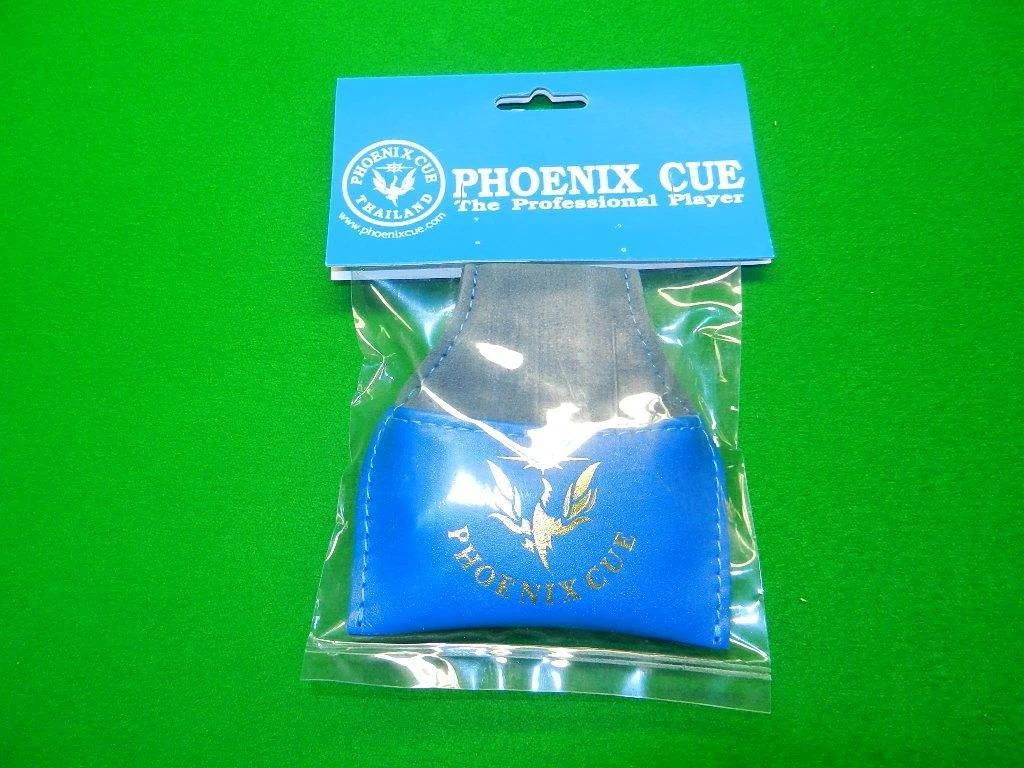 PHOENIX CUE
THAILAND
www.phoenixcue.com
PHOENIX CUE
The Professional Player
PHOENIX CUE